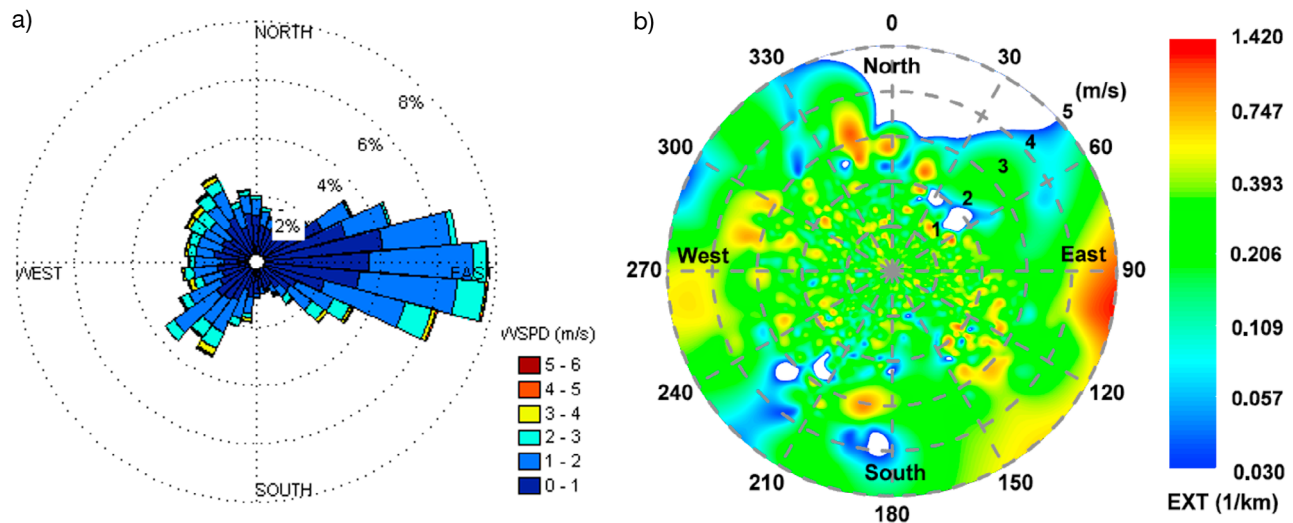 a)
NORTH
8%
6%
4%
2%
WEST
EAST
SOUTH
WSPD (m/s)
5 - 6
4 - 5
3 - 4
2 - 3
1 - 2
0 - 1
b)
0
330
30
North
(m/s)
5
4
300
60
3
2
1
West
East
270
90
240
120
South
210
150
180
1.420
0.747
0.393
0.206
0.109
0.057
0.030
EXT (1/km)